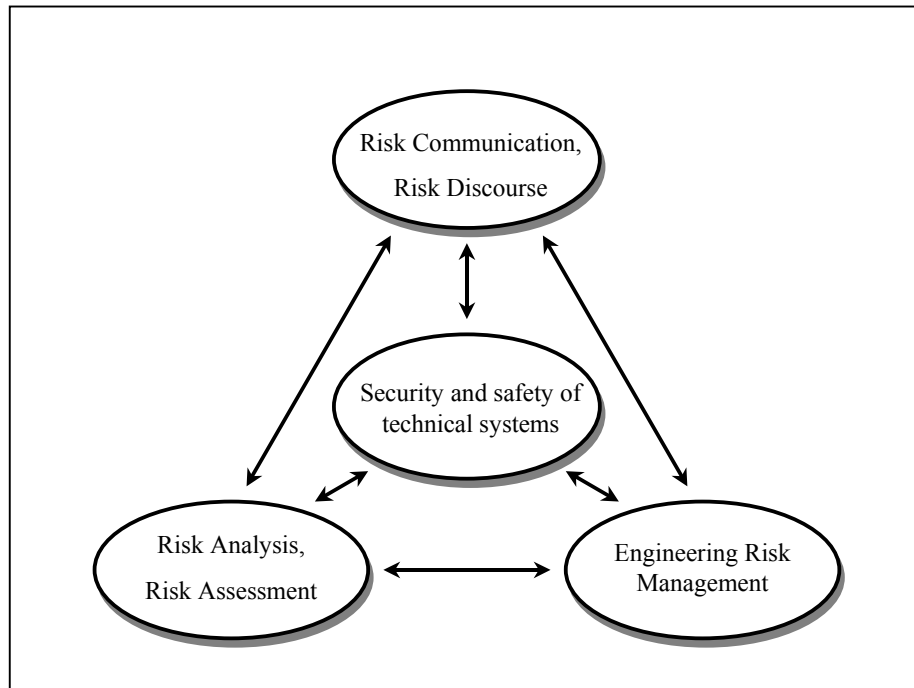 Risk Communication,
Risk Discourse
Security and safety of
technical systems
Risk Analysis,
Risk Assessment
Engineering Risk
Management